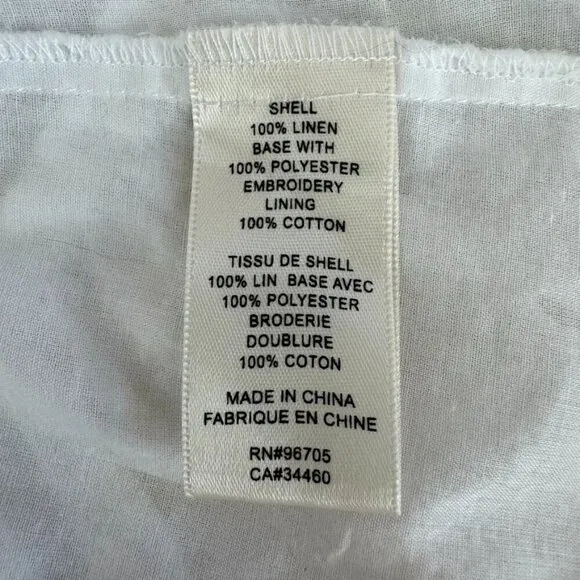 SHELL
100% LINEN
BASE WITH
100% POLYESTER
EMBROIDERY
LINING
100% COTTON
TISSU DE SHELL
100% LIN BASE AVEC
100% POLYESTER
BRODERIE
DOUBLURE
100% COTON
MADE IN CHINA
FABRIQUE EN CHINE
RN#96705
CA#34460